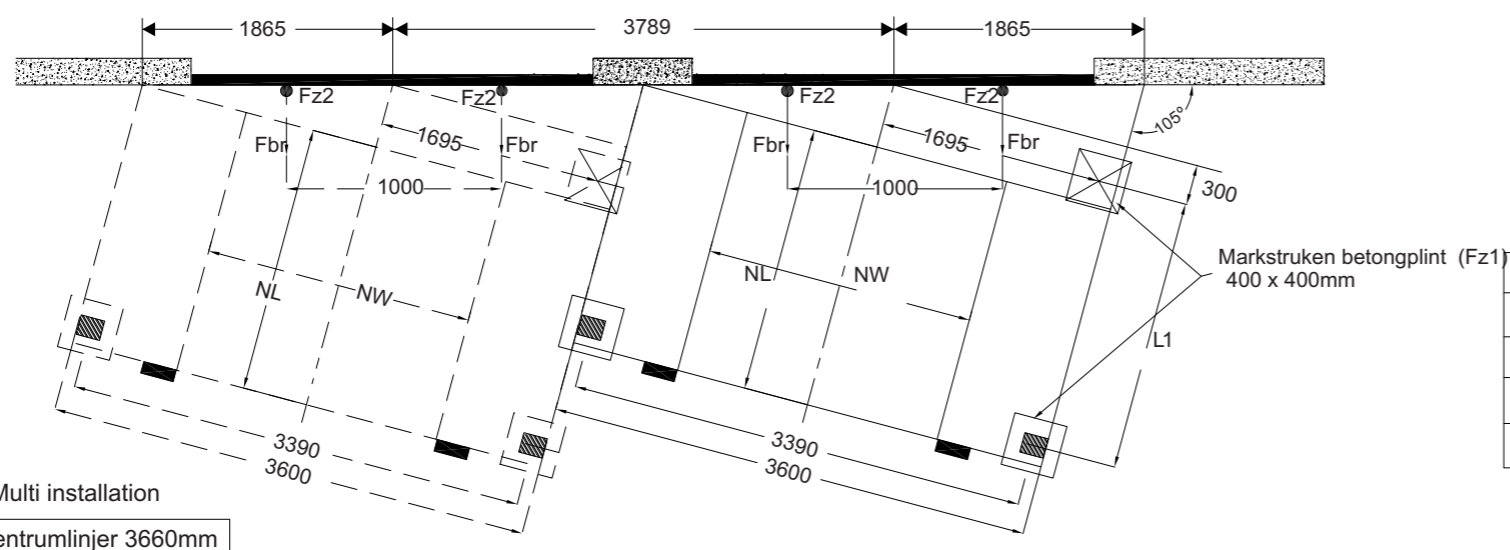 1865
3789
1865
Fz2
Fz2
Fz2
Fz2
105°
Fbr
1695
Fbr
Fbr
1695
Fbr
1000
1000
300
Markstruken betongplint (Fz1)
400 x 400mm
NL
NW
NL
NW
L1
3390
3600
3390
3600
Multi installation
entrumlinjer 3660mm